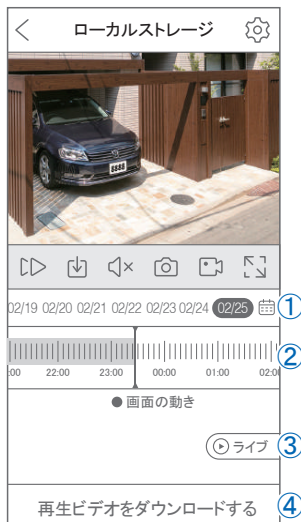 ローカルストレージ
8888
02/19 02/20 02/21 02/22 02/23 02/24 02/25 ①
②
:00 22:00 23:00 00:00 01:00 02:0
●画面の動き
ライブ ③
再生ビデオをダウンロードする ④